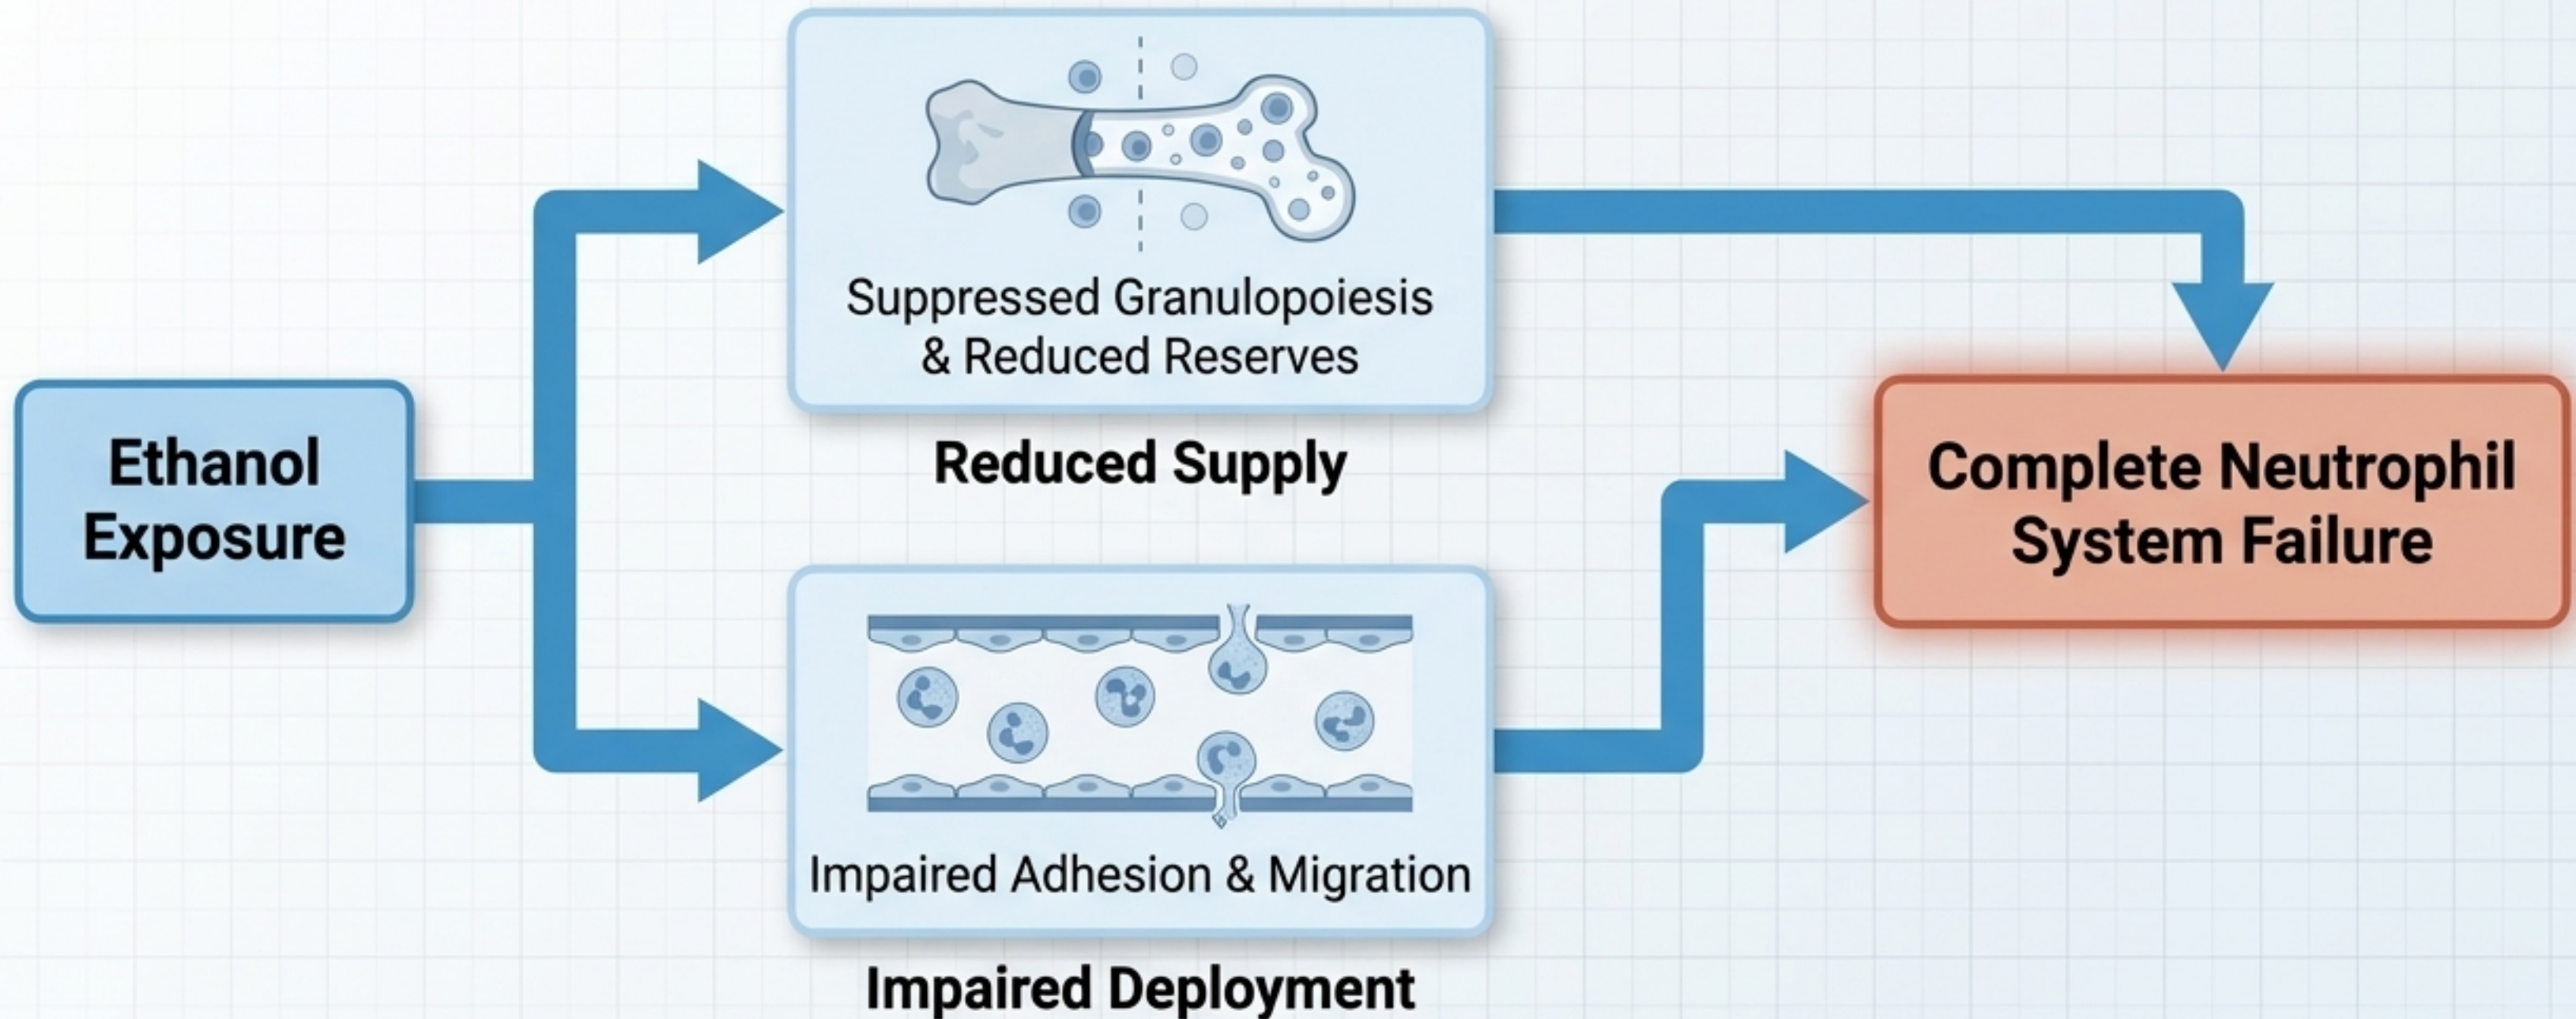 Ethanol
Exposure
Suppressed Granulopoiesis
& Reduced Reserves
Reduced Supply
Impaired Adhesion & Migration
Impaired Deployment
Complete Neutrophil
System Failure